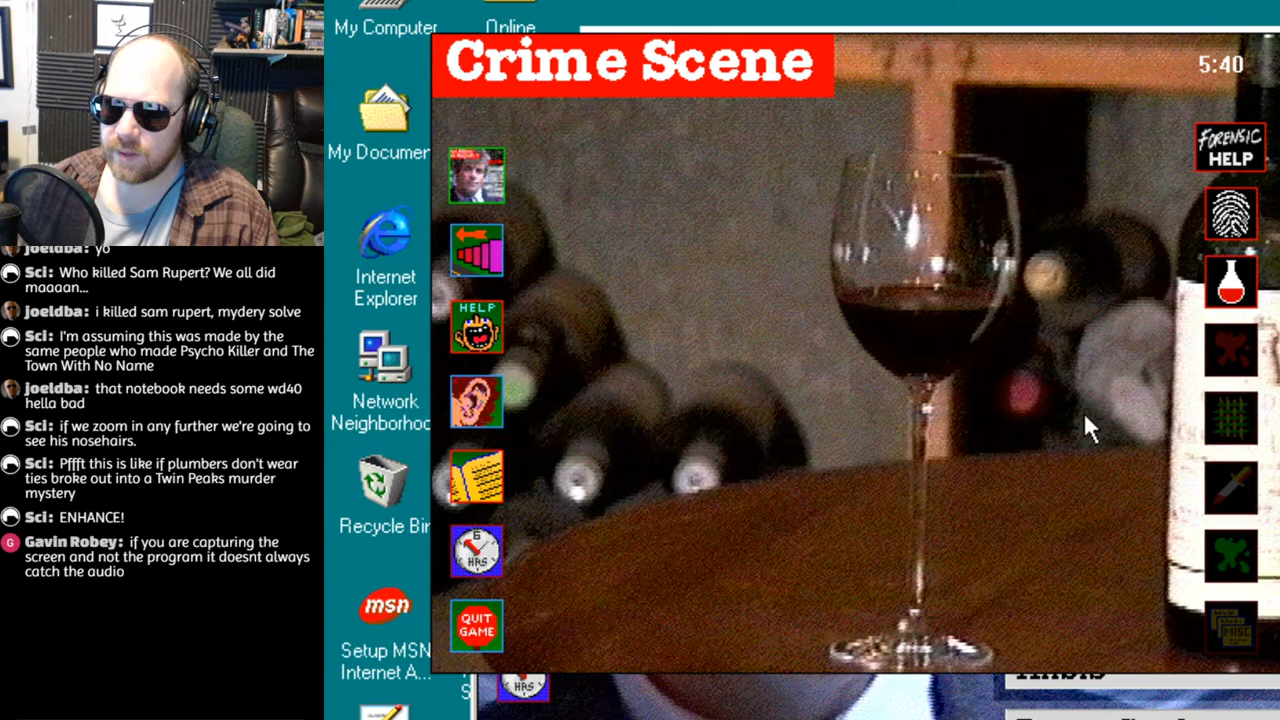 My Computer
Online
Crime Scene
5:40
FORENSIC
HELP
My Documen
joeldba: yo
Sci: Who killed Sam Rupert? We all did
maaan...
joeldba: i killed sam rupert, mydery solve
Sci: I'm assuming this was made by the
same people who made Psycho Killer and The
Town With No Name
joeldba: that notebook needs some wd40
hella bad
Sci: if we zoom in any further we're going to
see his nosehairs.
Sci: Pffft this is like if plumbers don't wear
ties broke out into a Twin Peaks murder
mystery
Sci: ENHANCE!
G
Gavin Robey: if you are capturing the
screen and not the program it doesnt always
catch the audio
Internet
Explorer
HELP
Network
Neighborhoo
Recycle Bin
6
HRS
msn
QUIT
GAME
MISC
Setup MSN
Internet A...
S
HRS